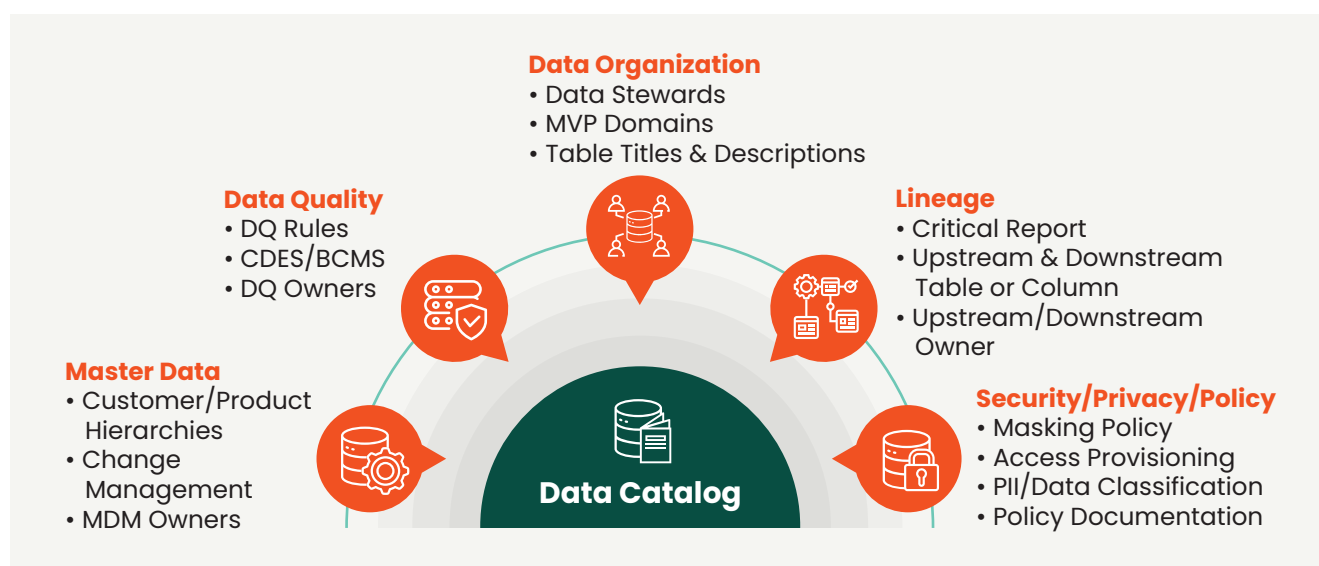 Data Organization
• Data Stewards
• MVP Domains
• Table Titles & Descriptions
Data Quality
• DQ Rules
• CDES/BCMS
• DQ Owners
Lineage
• Critical Report
• Upstream & Downstream
Table or Column
• Upstream/Downstream
Owner
Master Data
• Customer/Product
Hierarchies
• Change
Management
• MDM Owners
Security/Privacy/Policy
• Masking Policy
• Access Provisioning
• PII/Data Classification
• Policy Documentation
Data Catalog